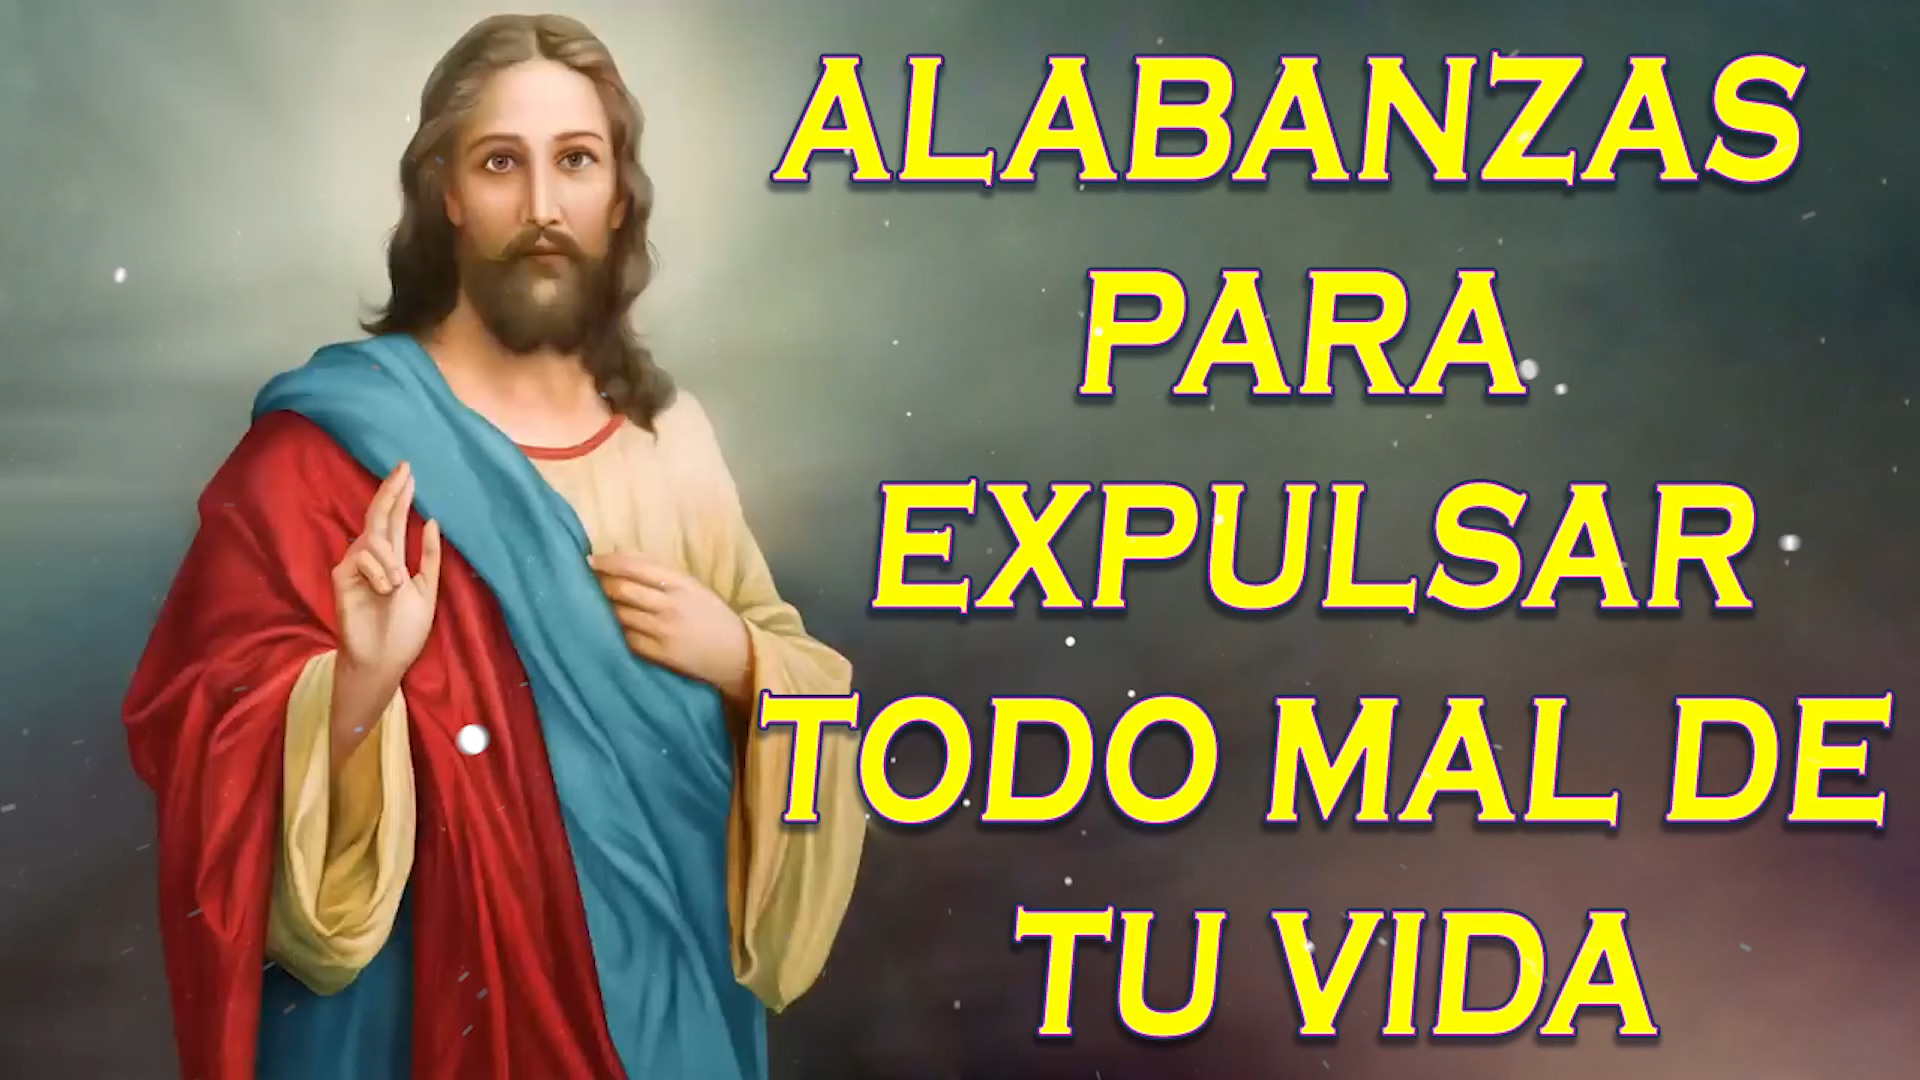 ALABANZAS
PARA
EXPULSAR
TODO MAL DE
TU VIDA